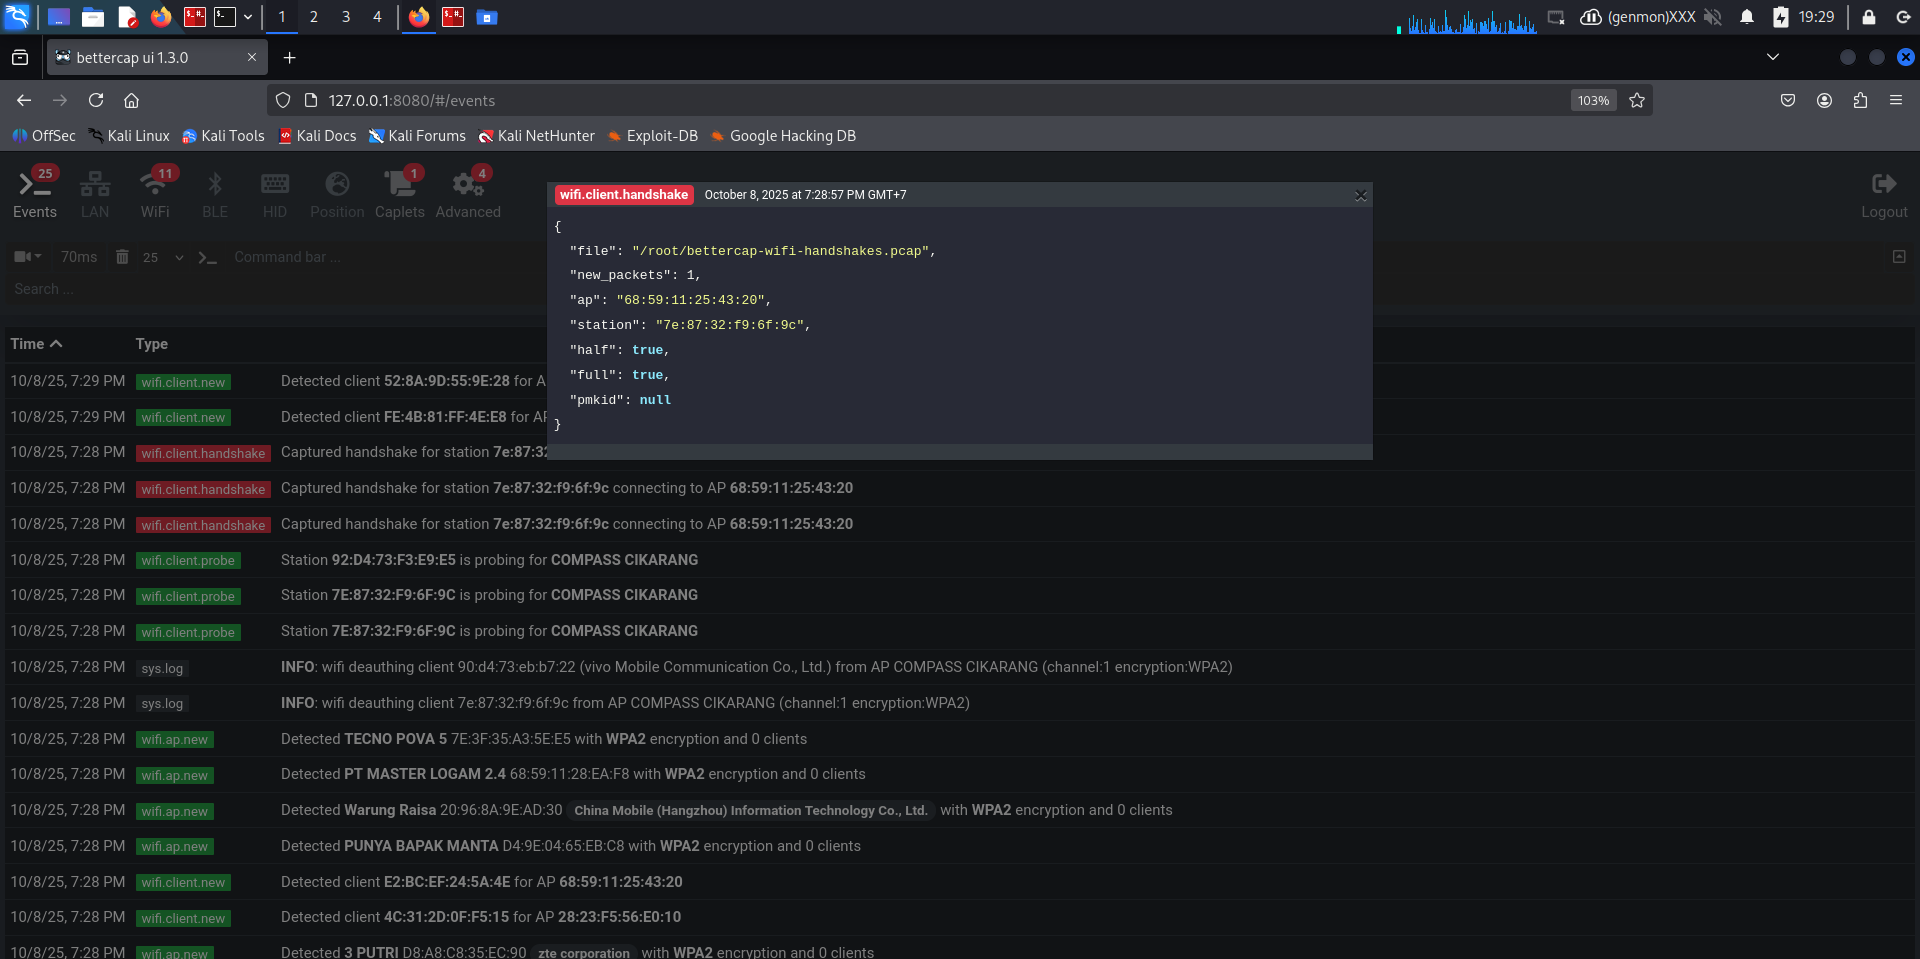 1 2 3 4 (genmon)XXX 19:29
bettercap ui 1.3.0
127.0.0.1:8080/#/events 103%
OffSec Kali Linux Kali Tools Kali Docs Kali Forums Kali NetHunter Exploit-DB Google Hacking DB
25 11 1 4
Events LAN WiFi BLE HID Position Caplets Advanced Logout
wifi.client.handshake October 8, 2025 at 7:28:57 PM GMT+7
{
"file": "/root/bettercap-wifi-handshakes.pcap",
"new_packets": 1,
"ap": "68:59:11:25:43:20",
"station": "7e:87:32:f9:6f:9c",
"half": true,
"full": true,
"pmkid": null
}
70ms 25 Command bar ...
Search ...
Time Type
10/8/25, 7:29 PM wifi.client.new Detected client 52:8A:9D:55:9E:28 for A
10/8/25, 7:29 PM wifi.client.new Detected client FE:4B:81:FF:4E:E8 for AP
10/8/25, 7:28 PM wifi.client.handshake Captured handshake for station 7e:87:32
10/8/25, 7:28 PM wifi.client.handshake Captured handshake for station 7e:87:32:f9:6f:9c connecting to AP 68:59:11:25:43:20
10/8/25, 7:28 PM wifi.client.handshake Captured handshake for station 7e:87:32:f9:6f:9c connecting to AP 68:59:11:25:43:20
10/8/25, 7:28 PM wifi.client.probe Station 92:D4:73:F3:E9:E5 is probing for COMPASS CIKARANG
10/8/25, 7:28 PM wifi.client.probe Station 7E:87:32:F9:6F:9C is probing for COMPASS CIKARANG
10/8/25, 7:28 PM wifi.client.probe Station 7E:87:32:F9:6F:9C is probing for COMPASS CIKARANG
10/8/25, 7:28 PM sys.log INFO: wifi deauthing client 90:d4:73:eb:b7:22 (vivo Mobile Communication Co., Ltd.) from AP COMPASS CIKARANG (channel:1 encryption:WPA2)
10/8/25, 7:28 PM sys.log INFO: wifi deauthing client 7e:87:32:f9:6f:9c from AP COMPASS CIKARANG (channel:1 encryption:WPA2)
10/8/25, 7:28 PM wifi.ap.new Detected TECNO POVA 5 7E:3F:35:A3:5E:E5 with WPA2 encryption and 0 clients
10/8/25, 7:28 PM wifi.ap.new Detected PT MASTER LOGAM 2.4 68:59:11:28:EA:F8 with WPA2 encryption and 0 clients
10/8/25, 7:28 PM wifi.ap.new Detected Warung Raisa 20:96:8A:9E:AD:30 China Mobile (Hangzhou) Information Technology Co., Ltd. with WPA2 encryption and 0 clients
10/8/25, 7:28 PM wifi.ap.new Detected PUNYA BAPAK MANTA D4:9E:04:65:EB:C8 with WPA2 encryption and 0 clients
10/8/25, 7:28 PM wifi.client.new Detected client E2:BC:EF:24:5A:4E for AP 68:59:11:25:43:20
10/8/25, 7:28 PM wifi.client.new Detected client 4C:31:2D:0F:F5:15 for AP 28:23:F5:56:E0:10
10/8/25, 7:28 PM wifi.ap.new Detected 3 PUTRI D8:A8:C8:35:EC:90 zte corporation with WPA2 encryption and 0 clients